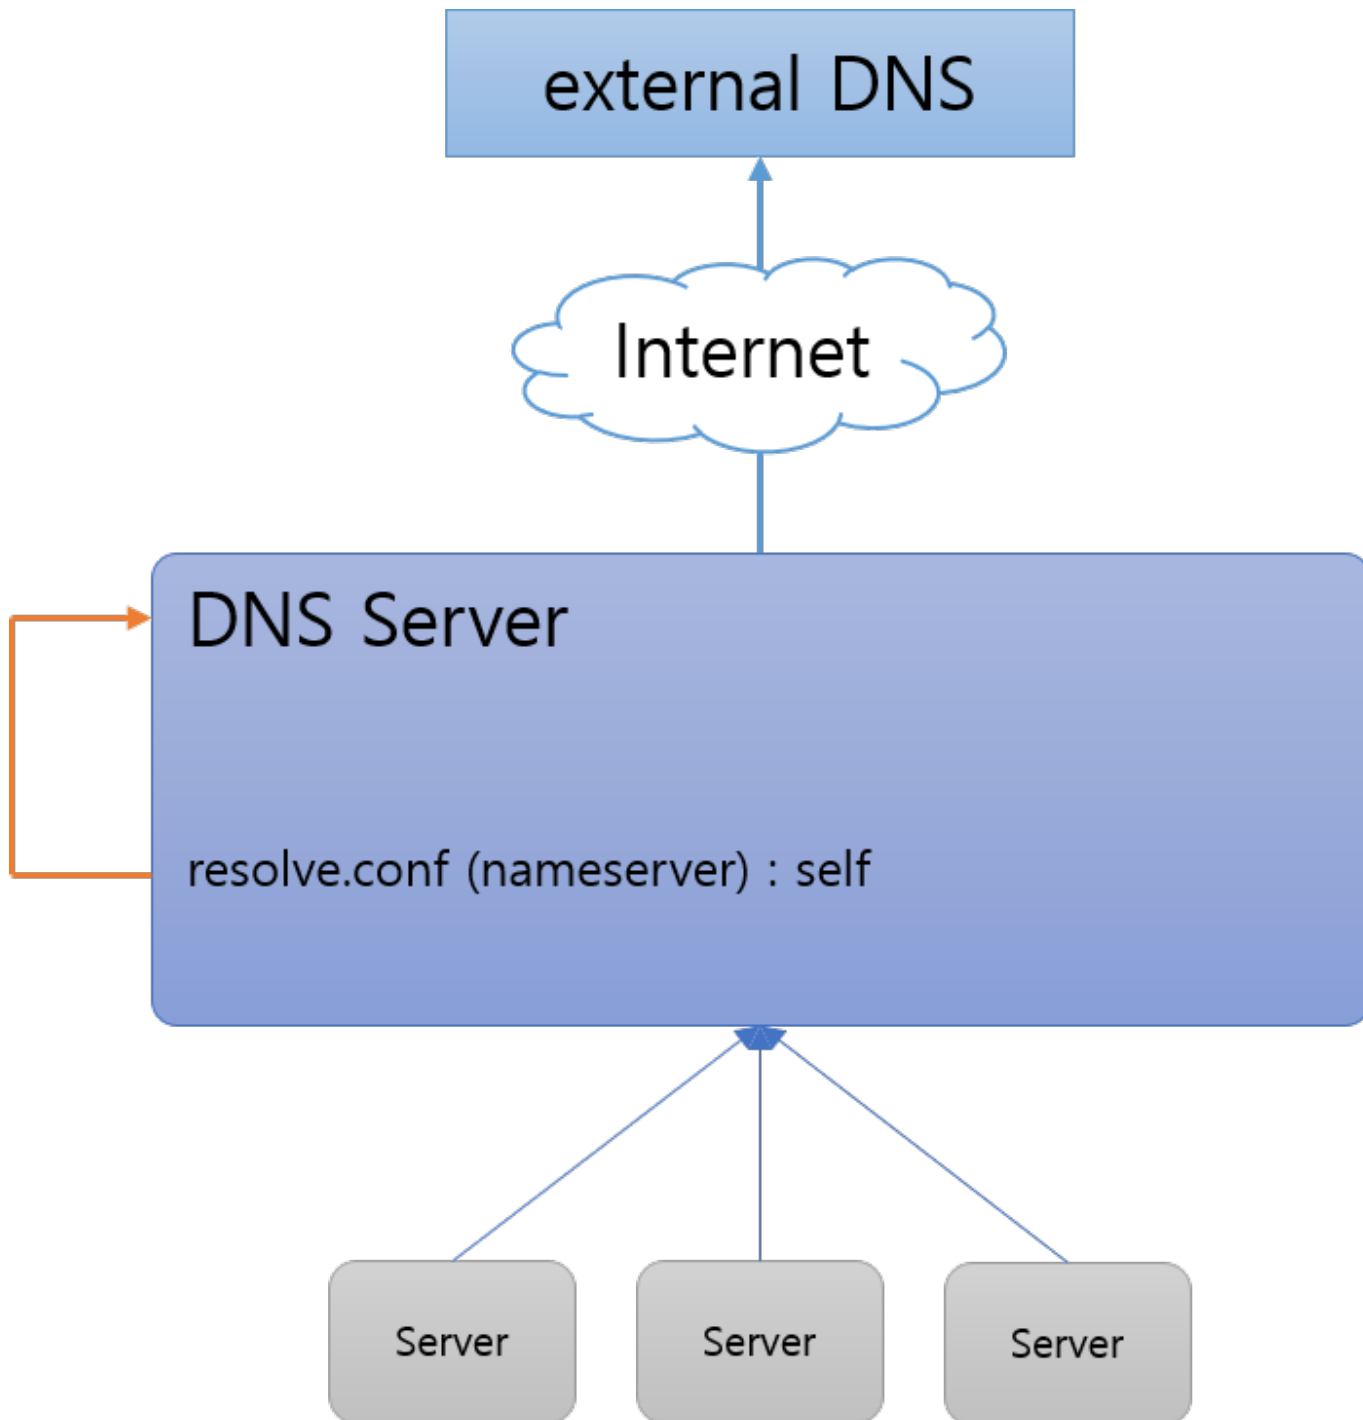 external DNS
Internet
DNS Server
resolve.conf (nameserver) : self
Server
Server
Server